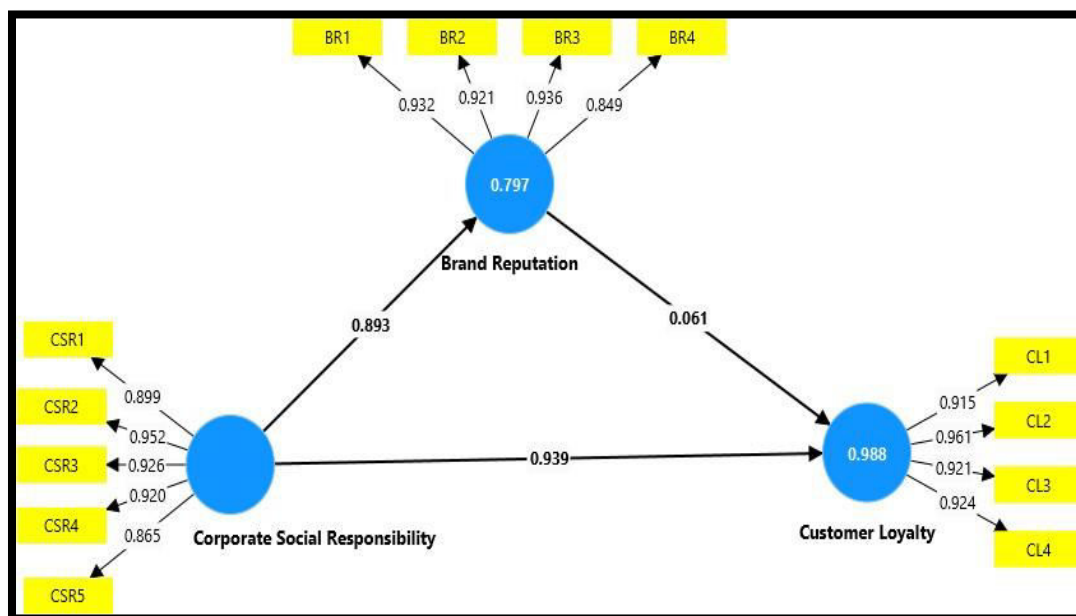 BR1
BR2
BR3
BR4
0.932
0.921
0.936
0.849
0.797
Brand Reputation
0.893
0.061
CSR1
CSR2
CSR3
CSR4
CSR5
0.899
0.952
0.926
0.920
0.865
Corporate Social Responsibility
0.939
0.988
Customer Loyalty
0.915
0.961
0.921
0.924
CL1
CL2
CL3
CL4